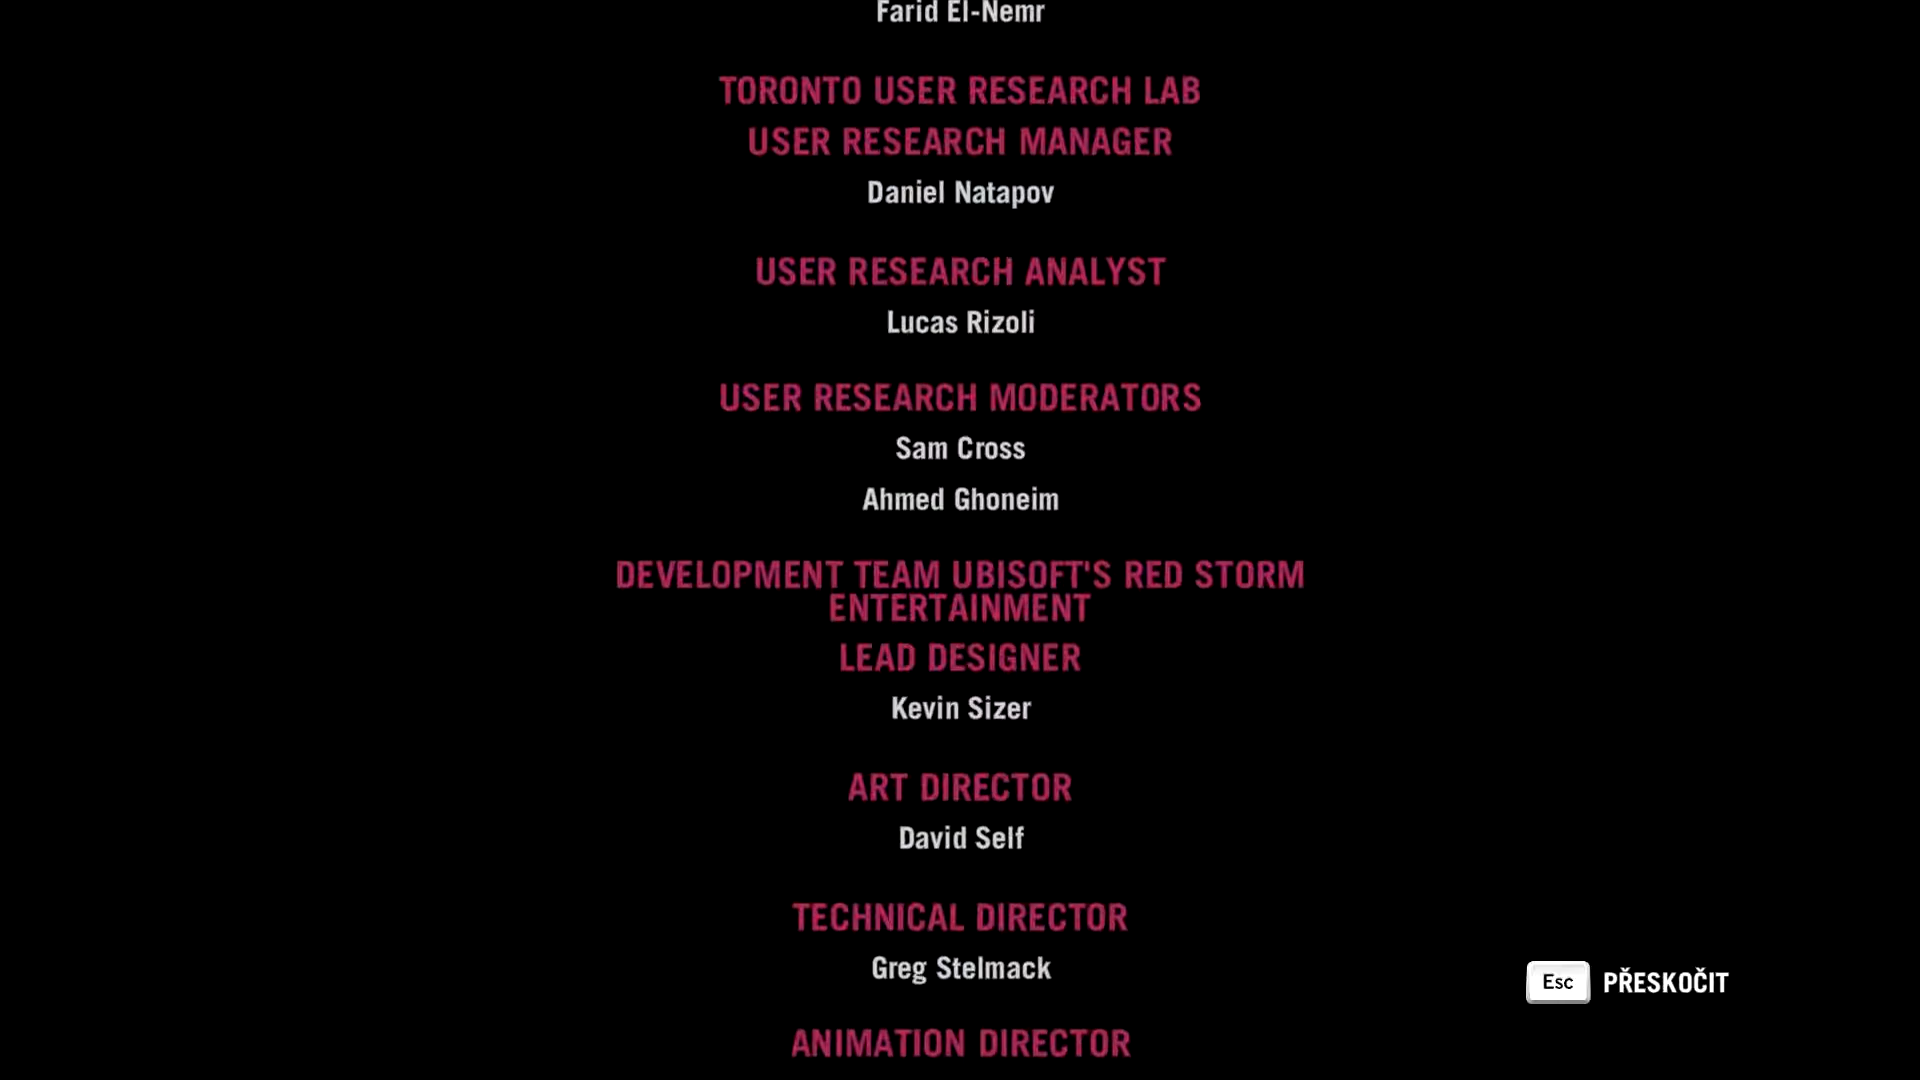 Farid El-Nemr
TORONTO USER RESEARCH LAB
USER RESEARCH MANAGER
Daniel Natapov
USER RESEARCH ANALYST
Lucas Rizoli
USER RESEARCH MODERATORS
Sam Cross
Ahmed Ghoneim
DEVELOPMENT TEAM UBISOFT'S RED STORM
ENTERTAINMENT
LEAD DESIGNER
Kevin Sizer
ART DIRECTOR
David Self
TECHNICAL DIRECTOR
Greg Stelmack
Esc PŘESKOČIT
ANIMATION DIRECTOR